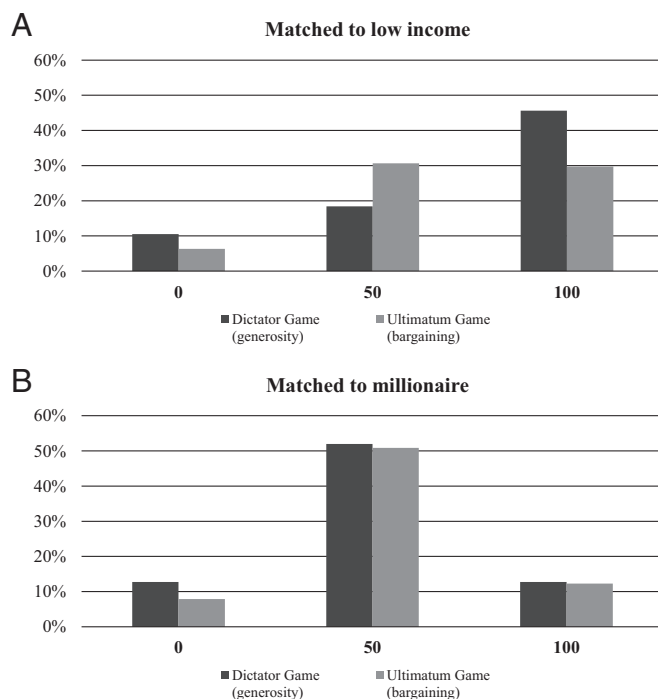 A
Matched to low income
60%
50%
40%
30%
20%
10%
0%
0 50 100
Dictator Game Ultimatum Game
(generosity) (bargaining)
B
Matched to millionaire
60%
50%
40%
30%
20%
10%
0%
0 50 100
Dictator Game Ultimatum Game
(generosity) (bargaining)